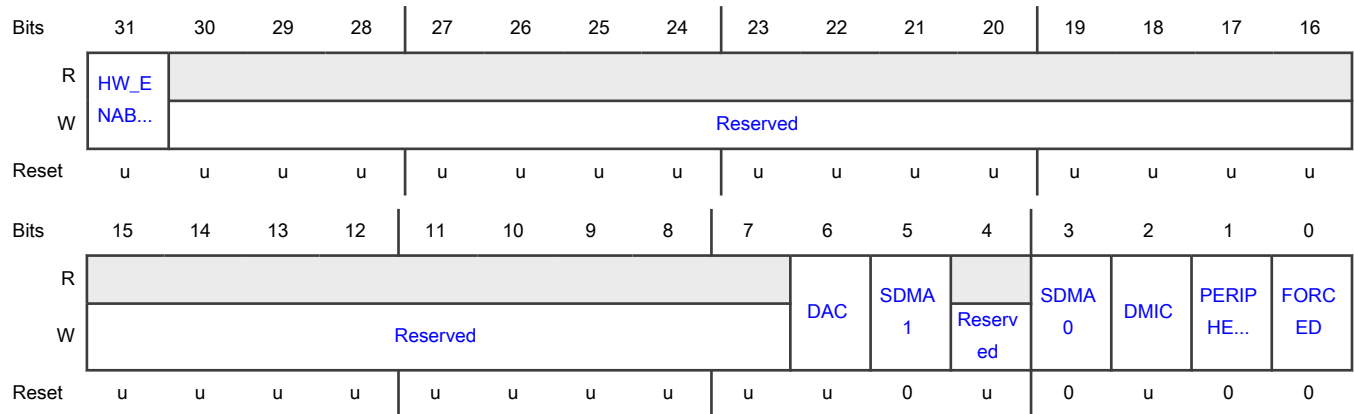 Bits 31 30 29 28 27 26 25 24 23 22 21 20 19 18 17 16
R
HW_E
NAB...
W Reserved
Reset u u u u u u u u u u u u u u u u
Bits 15 14 13 12 11 10 9 8 7 6 5 4 3 2 1 0
R
W Reserved
DAC
SDMA
1
Reserv
ed
SDMA
0
DMIC
PERIP
HE...
FORC
ED
Reset u u u u u u u u u u 0 u 0 u 0 0